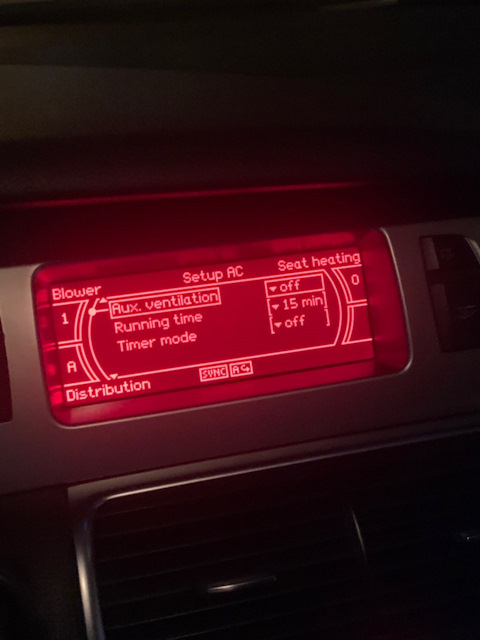 Blower Setup AC Seat heating
1 Aux. ventilation off 0
Running time 15 min
A Timer mode off
Distribution SYNC